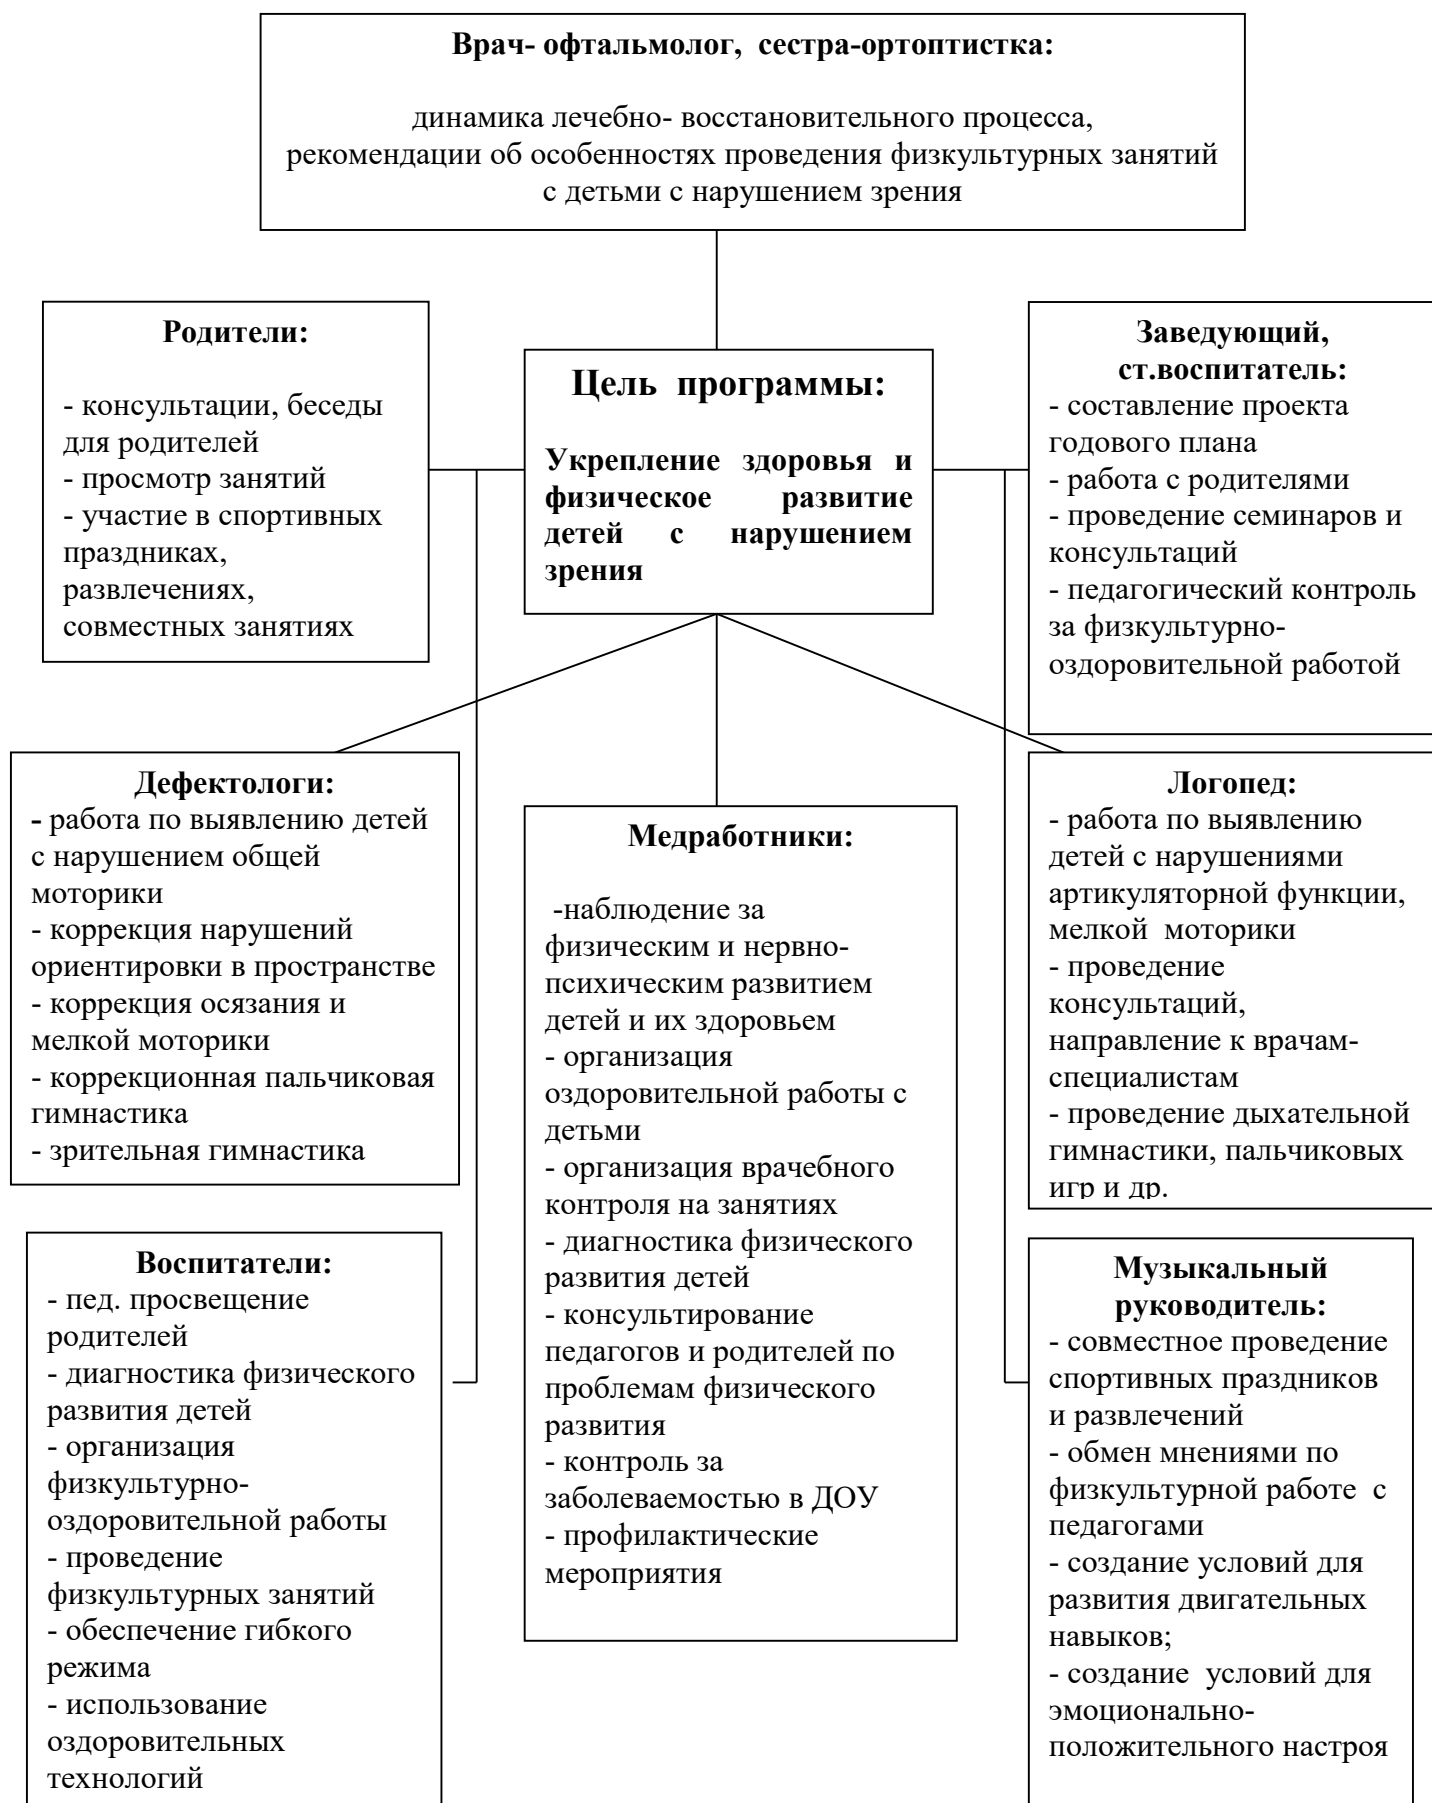 Врач- офтальмолог, сестра-ортоптистка:
динамика лечебно- восстановительного процесса,
рекомендации об особенностях проведения физкультурных занятий
с детьми с нарушением зрения
Родители:
- консультации, беседы
для родителей
- просмотр занятий
- участие в спортивных
праздниках,
развлечениях,
совместных занятиях
Цель программы:
Укрепление здоровья и
физическое развитие
детей с нарушением
зрения
Заведующий,
ст.воспитатель:
- составление проекта
годового плана
- работа с родителями
- проведение семинаров и
консультаций
- педагогический контроль
за физкультурно-
оздоровительной работой
Дефектологи:
- работа по выявлению детей
с нарушением общей
моторики
- коррекция нарушений
ориентировки в пространстве
- коррекция осязания и
мелкой моторики
- коррекционная пальчиковая
гимнастика
- зрительная гимнастика
Медработники:
-наблюдение за
физическим и нервно-
психическим развитием
детей и их здоровьем
- организация
оздоровительной работы с
детьми
- организация врачебного
контроля на занятиях
- диагностика физического
развития детей
- консультирование
педагогов и родителей по
проблемам физического
развития
- контроль за
заболеваемостью в ДОУ
- профилактические
мероприятия
Логопед:
- работа по выявлению
детей с нарушениями
артикуляторной функции,
мелкой моторики
- проведение
консультаций,
направление к врачам-
специалистам
- проведение дыхательной
гимнастики, пальчиковых
игр и др.
Воспитатели:
- пед. просвещение
родителей
- диагностика физического
развития детей
- организация
физкультурно-
оздоровительной работы
- проведение
физкультурных занятий
- обеспечение гибкого
режима
- использование
оздоровительных
технологий
Музыкальный
руководитель:
- совместное проведение
спортивных праздников
и развлечений
- обмен мнениями по
физкультурной работе с
педагогами
- создание условий для
развития двигательных
навыков;
- создание условий для
эмоционально-
положительного настроя